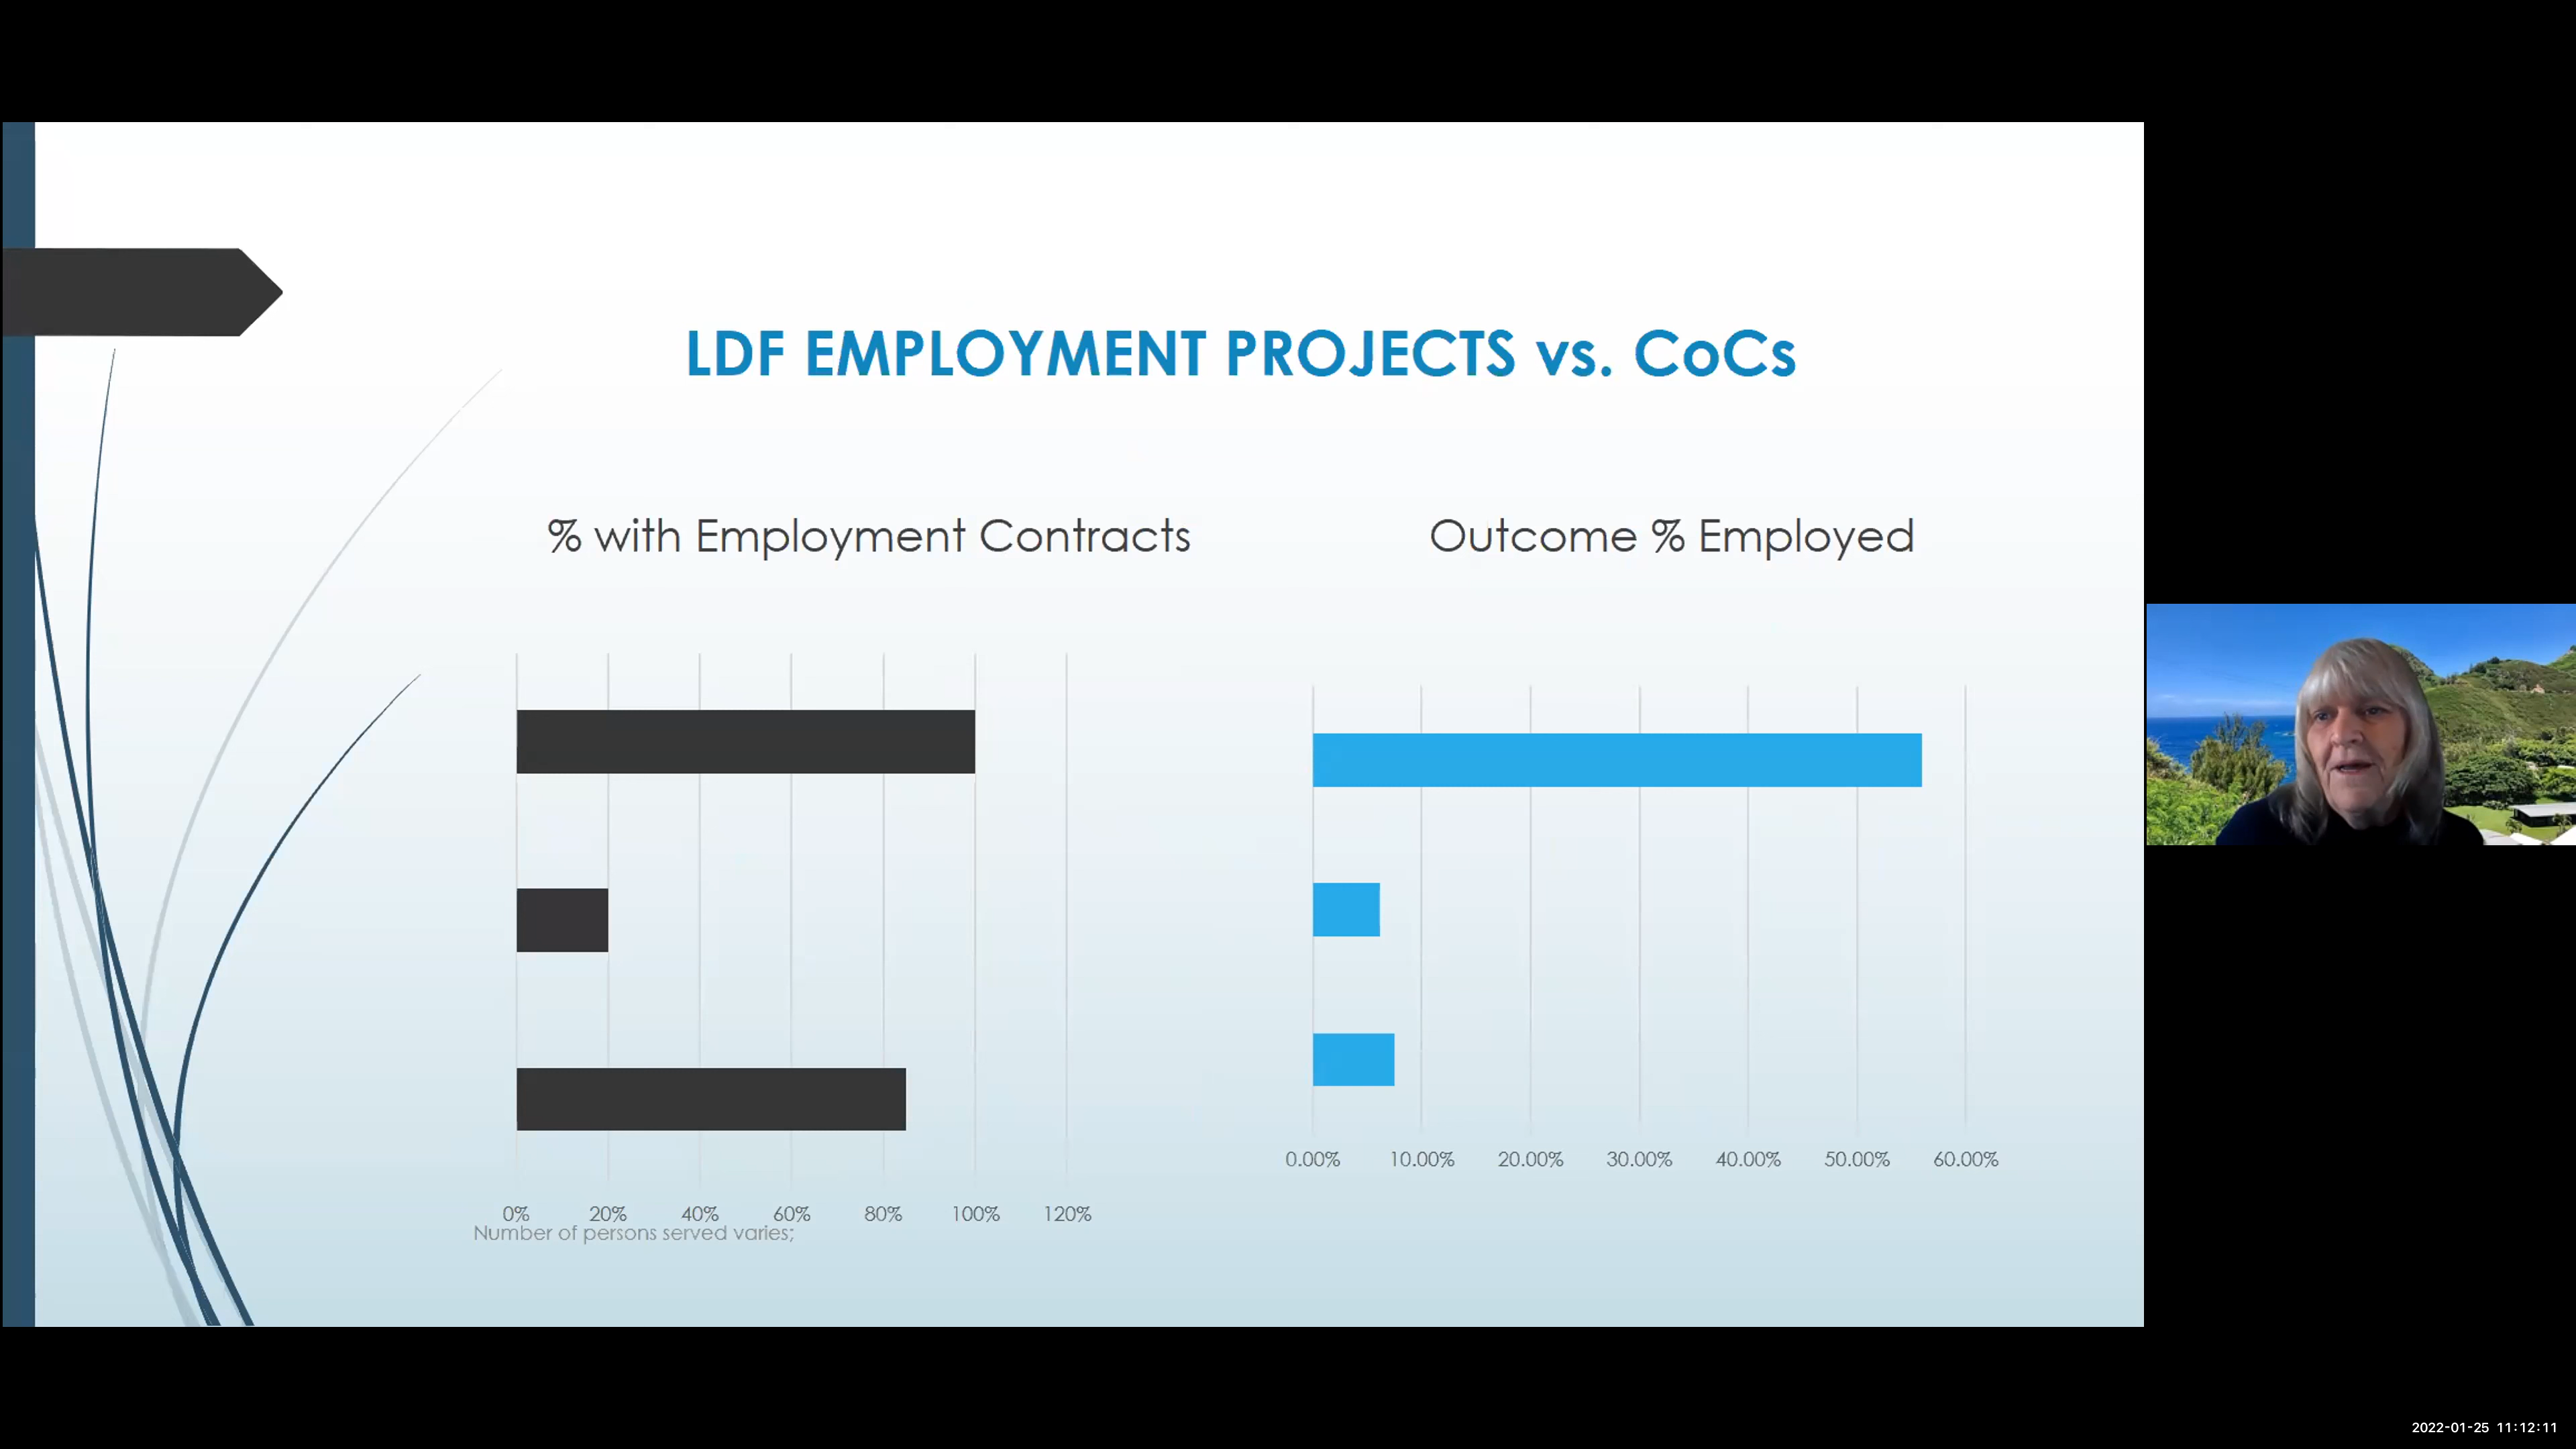 LDF EMPLOYMENT PROJECTS vs. CoCs
% with Employment Contracts
Outcome % Employed
0% 20% 40% 60% 80% 100% 120%
Number of persons served varies;
0.00% 10.00% 20.00% 30.00% 40.00% 50.00% 60.00%
2022-01-25 11:12:11